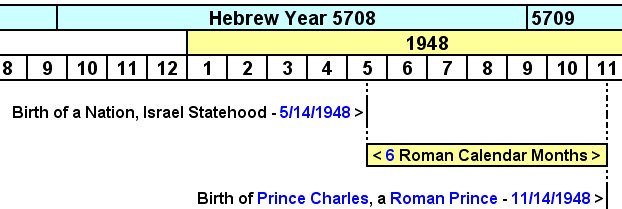 Hebrew Year 5708 5709
1948
8 9 10 11 12 1 2 3 4 5 6 7 8 9 10 11
Birth of a Nation, Israel Statehood - 5/14/1948 >
< 6 Roman Calendar Months >
Birth of Prince Charles, a Roman Prince - 11/14/1948 >